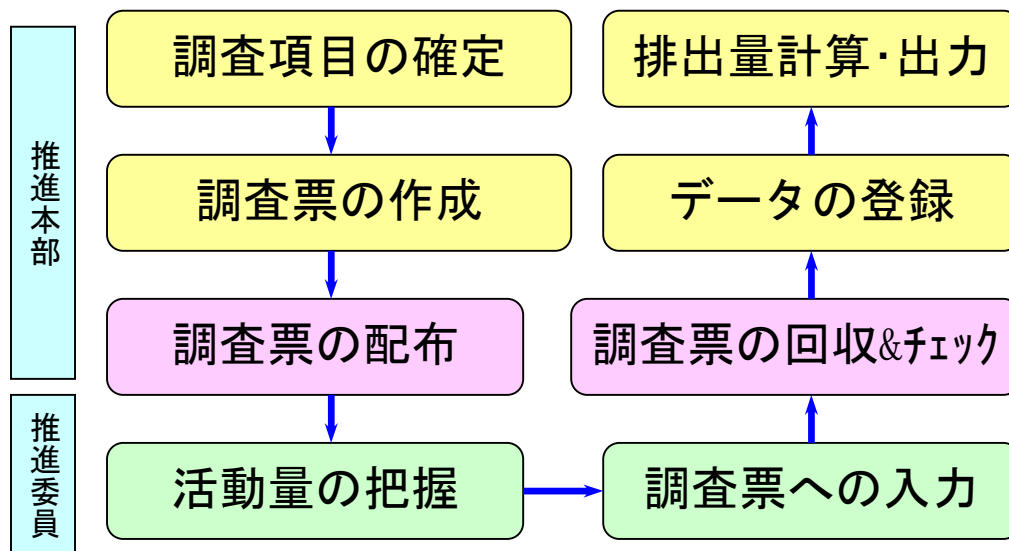 推進本部
調査項目の確定
調査票の作成
調査票の配布
推進委員
活動量の把握
調査票への入力
調査票の回収&ﾁｪｯｸ
データの登録
排出量計算･出力